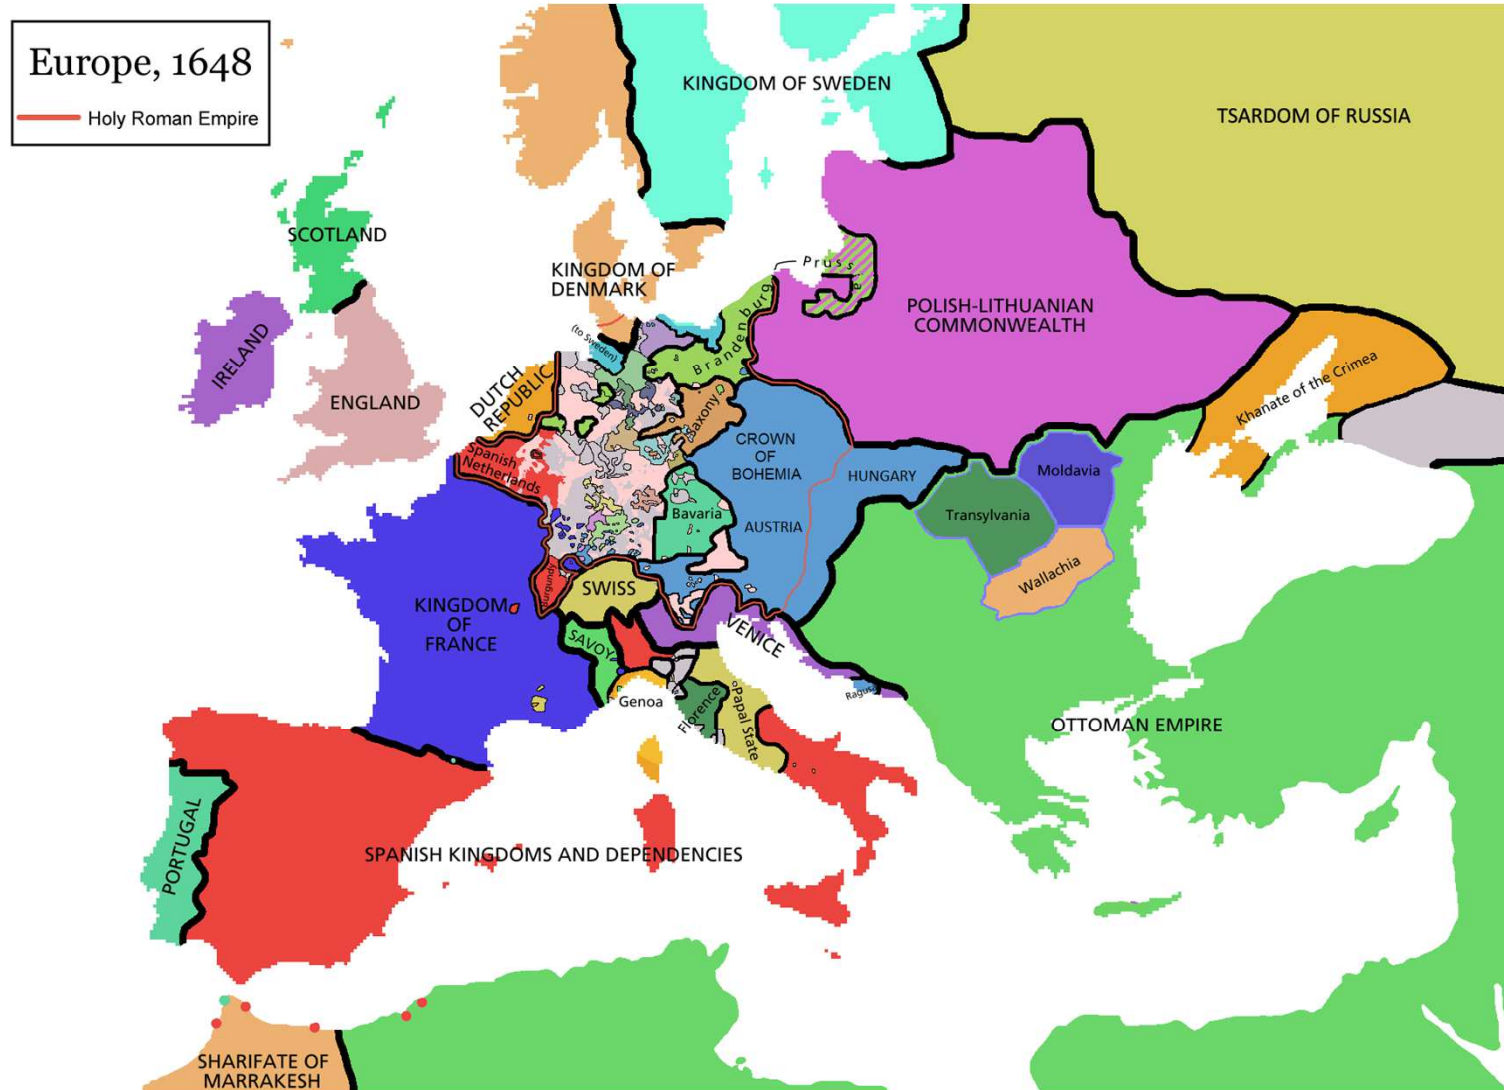 Europe, 1648
Holy Roman Empire
KINGDOM OF SWEDEN
TSARDOM OF RUSSIA
SCOTLAND
KINGDOM OF
DENMARK
Prussia
POLISH-LITHUANIAN
COMMONWEALTH
IRELAND
ENGLAND
(to Sweden)
Brandenburg
DUTCH
REPUBLIC
Khanate of the Crimea
Saxony
Spanish
Netherlands
CROWN
OF
BOHEMIA
HUNGARY
Moldavia
Bavaria
AUSTRIA
Transylvania
Wallachia
Burgundy
SWISS
KINGDOM
OF
FRANCE
SAVOY
VENICE
Genoa
Florence
Papal State
Ragusa
OTTOMAN EMPIRE
PORTUGAL
SPANISH KINGDOMS AND DEPENDENCIES
SHARIFATE OF
MARRAKESH